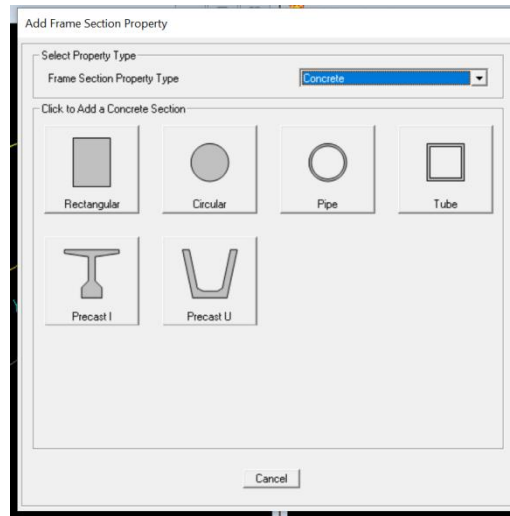 Add Frame Section Property
Select Property Type
Frame Section Property Type
Concrete
Click to Add a Concrete Section
Rectangular
Circular
Pipe
Tube
Precast I
Precast U
Cancel